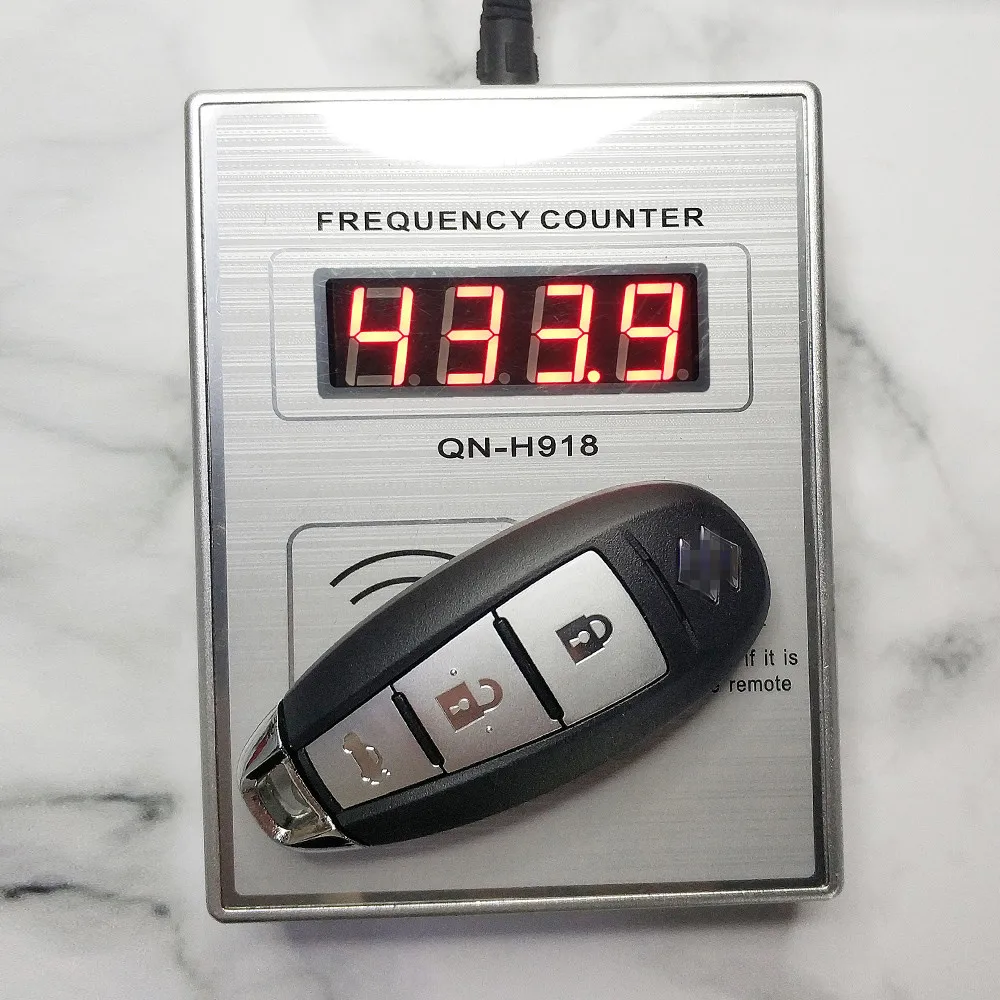 FREQUENCY COUNTER
433.9
QN-H918
if it is
remote